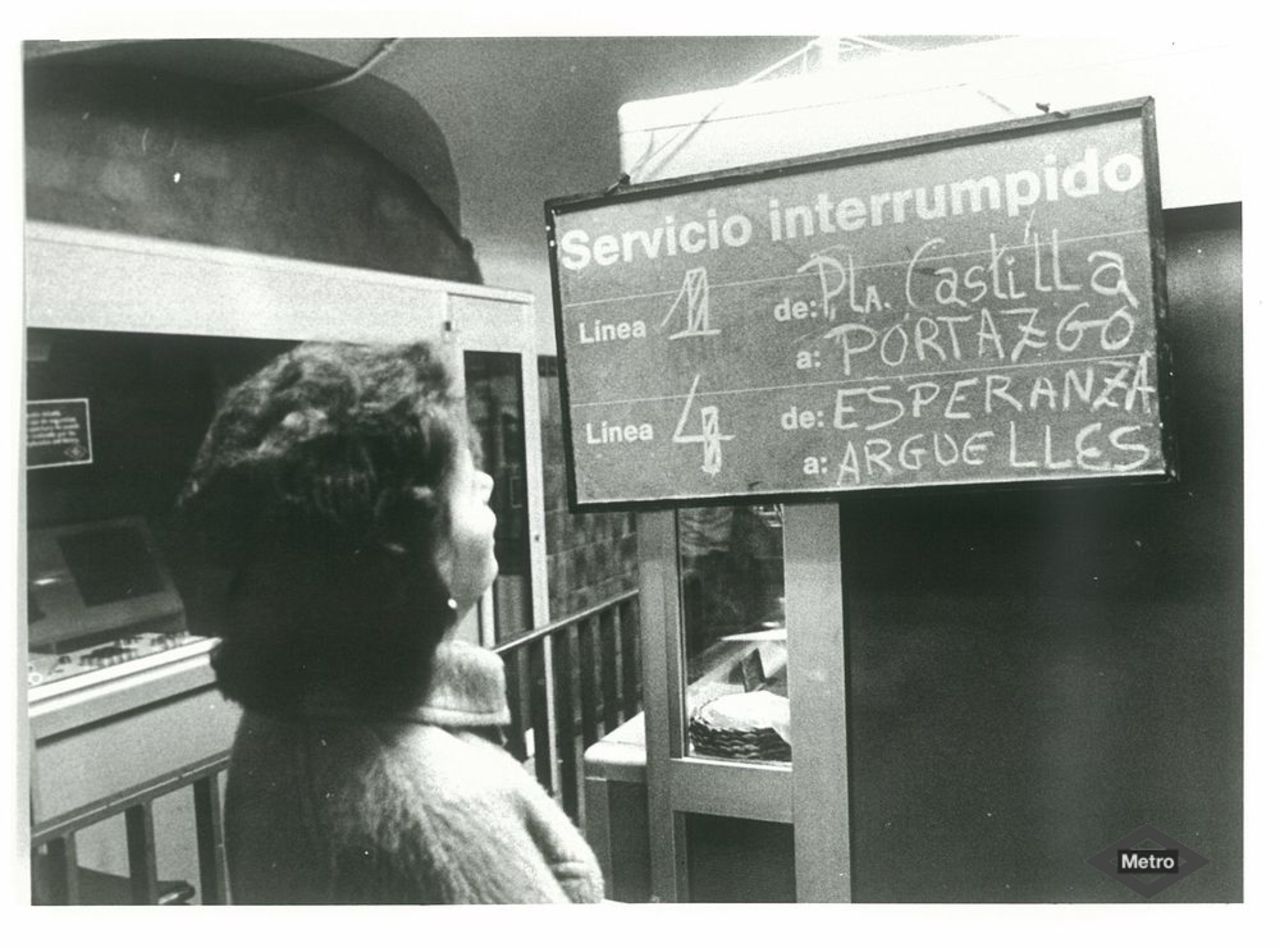 Servicio interrumpido
Línea 1 de: Pla. Castilla
a: PORTAZGO
Línea 4 de: ESPERANZA
a: ARGUELLES
Metro